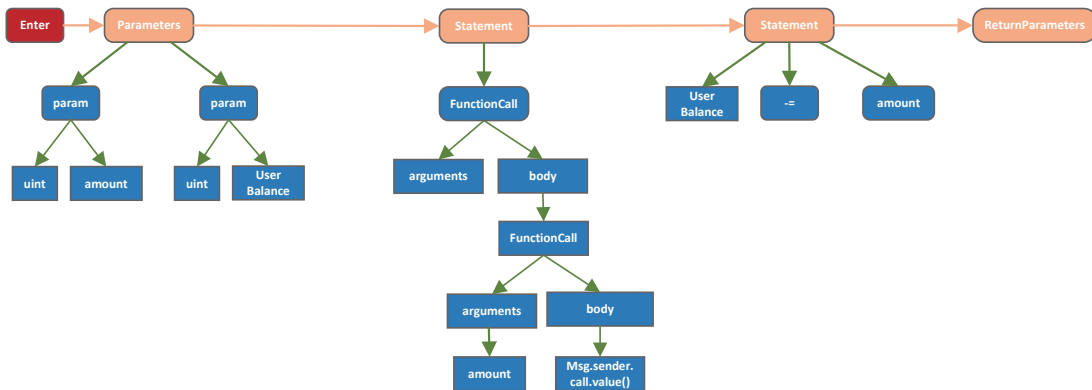 Enter
Parameters
Statement
Statement
ReturnParameters
param
param
FunctionCall
User
Balance
-=
amount
uint
amount
uint
User
Balance
arguments
body
FunctionCall
arguments
body
amount
Msg.sender.
call.value()